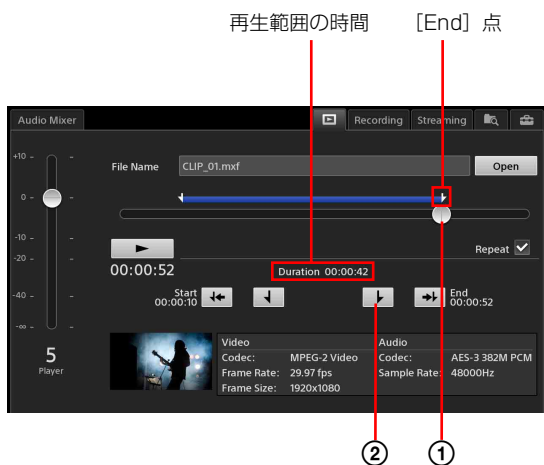 再生範囲の時間 [End] 点
Audio Mixer Recording Streaming
+10
File Name CLIP_01.mxf Open
0
-10
Repeat
-20
00:00:52 Duration 00:00:42
-40 Start End
00:00:10 00:00:52
-∞
Video Audio
Codec: MPEG-2 Video Codec: AES-3 382M PCM
5 Frame Rate: 29.97 fps Sample Rate: 48000Hz
Player Frame Size: 1920x1080
② ①